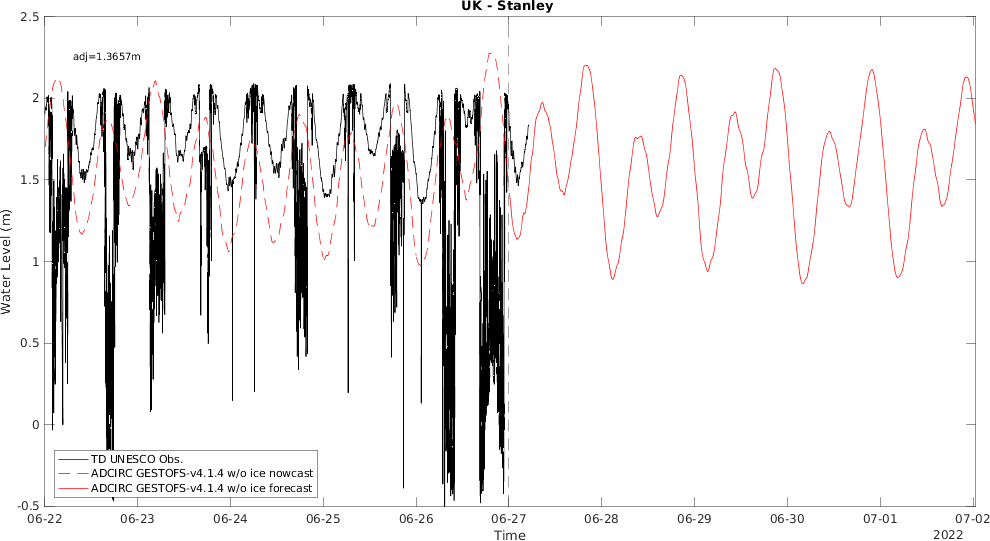 UK - Stanley
2.5
adj=1.3657m
2
1.5
1
0.5
0
-0.5
Water Level (m)
TD UNESCO Obs.
ADCIRC GESTOFS-v4.1.4 w/o ice nowcast
ADCIRC GESTOFS-v4.1.4 w/o ice forecast
06-22 06-23 06-24 06-25 06-26 06-27 06-28 06-29 06-30 07-01 07-02
Time
2022